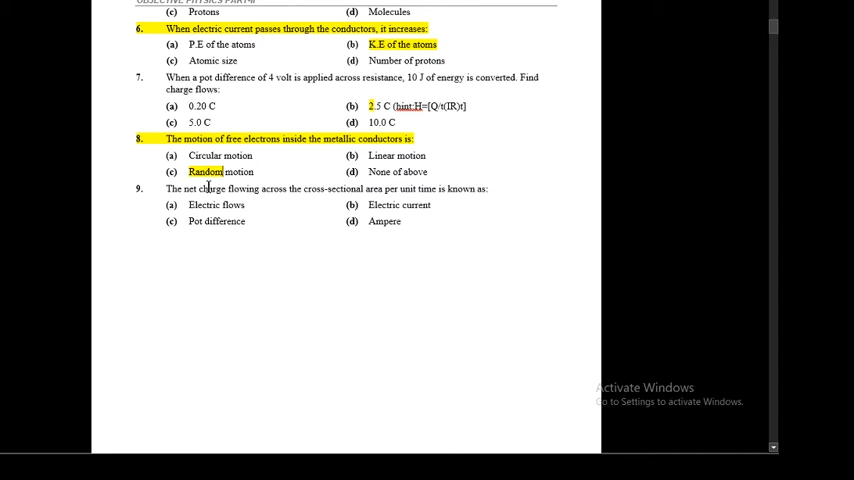 OBJECTIVE PHYSICS PART-II
(c) Protons (d) Molecules
6. When electric current passes through the conductors, it increases:
(a) P.E of the atoms (b) K.E of the atoms
(c) Atomic size (d) Number of protons
7. When a pot difference of 4 volt is applied across resistance, 10 J of energy is converted. Find
charge flows:
(a) 0.20 C (b) 2.5 C (hint:H=[Q/t(IR)t]
(c) 5.0 C (d) 10.0 C
8. The motion of free electrons inside the metallic conductors is:
(a) Circular motion (b) Linear motion
(c) Random motion (d) None of above
9. The net charge flowing across the cross-sectional area per unit time is known as:
(a) Electric flows (b) Electric current
(c) Pot difference (d) Ampere
Activate Windows
Go to Settings to activate Windows.